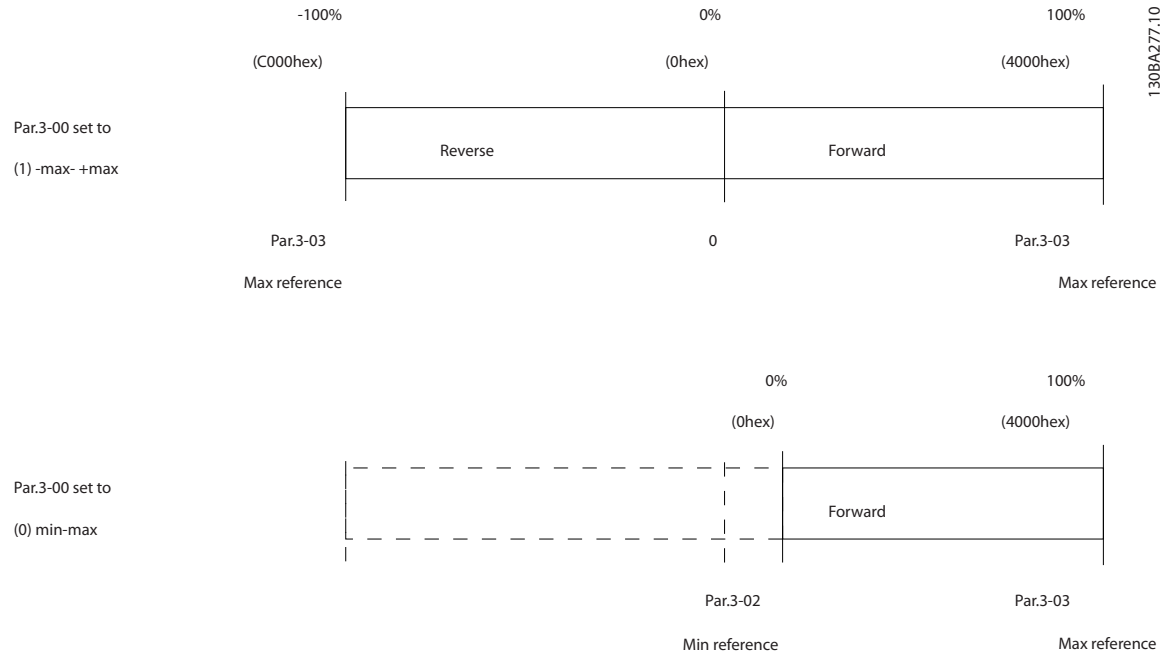 -100% 0% 100%
(C000hex) (0hex) (4000hex)
130BA277.10
Par.3-00 set to
(1) -max- +max
Reverse Forward
Par.3-03 0 Par.3-03
Max reference Max reference
0% 100%
(0hex) (4000hex)
Par.3-00 set to
(0) min-max
Forward
Par.3-02 Par.3-03
Min reference Max reference